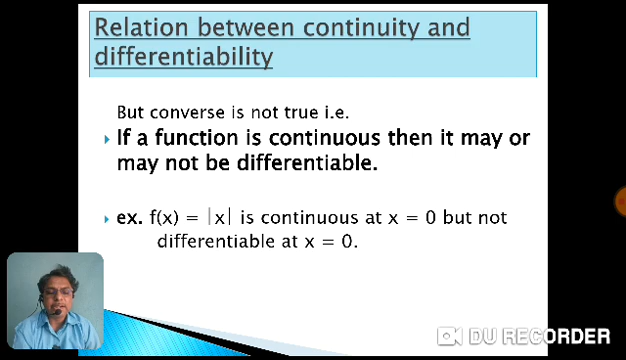 Relation between continuity and
differentiability
But converse is not true i.e.
If a function is continuous then it may or
may not be differentiable.
ex. f(x) = |x| is continuous at x = 0 but not
differentiable at x = 0.
DU RECORDER